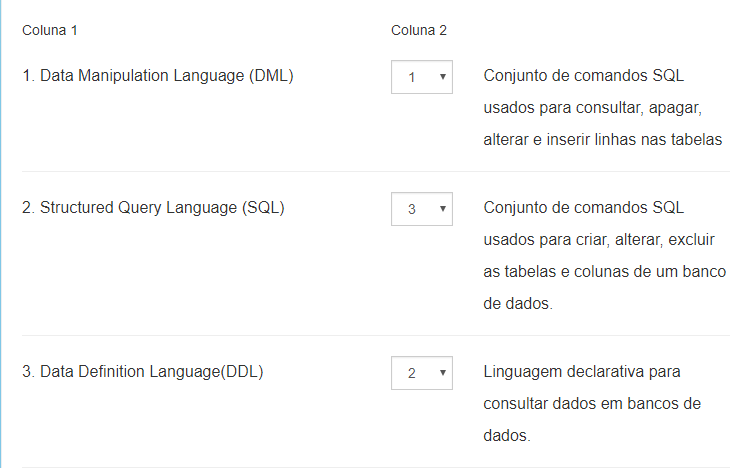 Coluna 1 Coluna 2
1. Data Manipulation Language (DML) 1 Conjunto de comandos SQL
usados para consultar, apagar,
alterar e inserir linhas nas tabelas
2. Structured Query Language (SQL) 3 Conjunto de comandos SQL
usados para criar, alterar, excluir
as tabelas e colunas de um banco
de dados.
3. Data Definition Language(DDL) 2 Linguagem declarativa para
consultar dados em bancos de
dados.